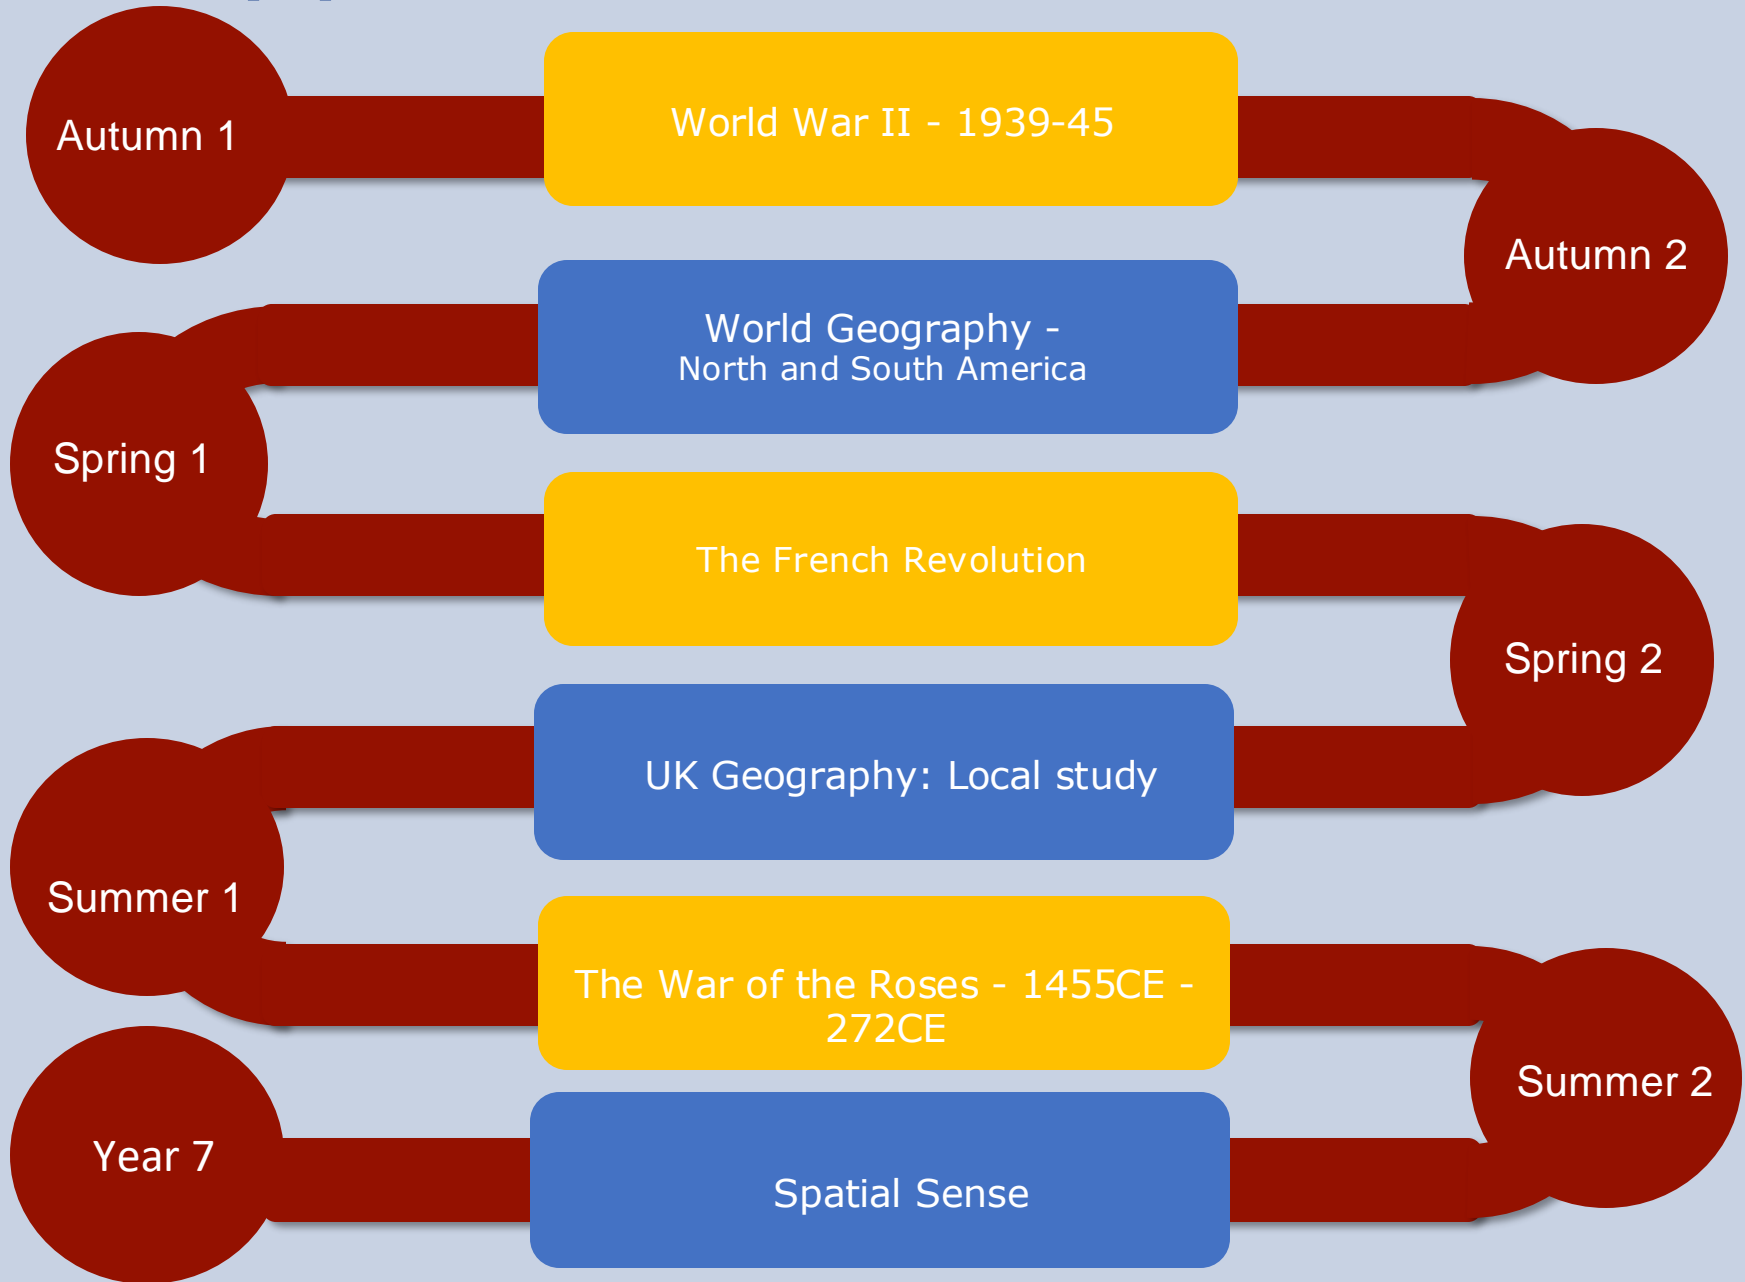 Autumn 1
World War II - 1939-45
Autumn 2
World Geography -
North and South America
Spring 1
The French Revolution
Spring 2
UK Geography: Local study
Summer 1
The War of the Roses - 1455CE -
272CE
Summer 2
Year 7
Spatial Sense